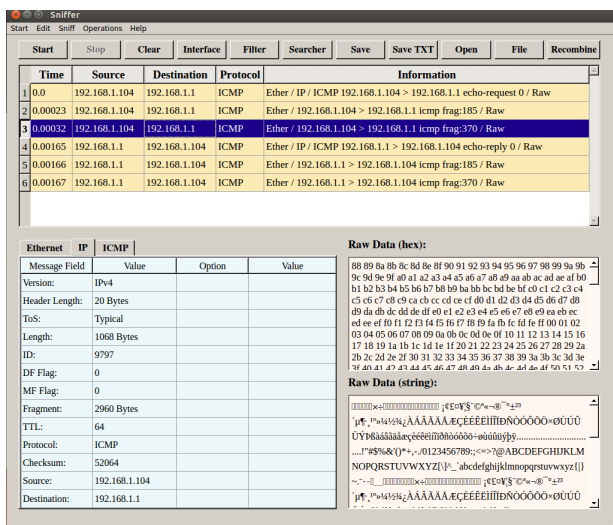 Sniffer
Start Edit Sniff Operations Help
Start Stop Clear Interface Filter Searcher Save Save TXT Open File Recombine
Time Source Destination Protocol Information
1 0.0 192.168.1.104 192.168.1.1 ICMP Ether / IP / ICMP 192.168.1.104 > 192.168.1.1 echo-request 0 / Raw
2 0.00023 192.168.1.104 192.168.1.1 ICMP Ether / 192.168.1.104 > 192.168.1.1 icmp frag:185 / Raw
3 0.00032 192.168.1.104 192.168.1.1 ICMP Ether / 192.168.1.104 > 192.168.1.1 icmp frag:370 / Raw
4 0.00165 192.168.1.1 192.168.1.104 ICMP Ether / IP / ICMP 192.168.1.1 > 192.168.1.104 echo-reply 0 / Raw
5 0.00166 192.168.1.1 192.168.1.104 ICMP Ether / 192.168.1.1 > 192.168.1.104 icmp frag:185 / Raw
6 0.00167 192.168.1.1 192.168.1.104 ICMP Ether / 192.168.1.1 > 192.168.1.104 icmp frag:370 / Raw
Ethernet IP ICMP
Message Field Value Option Value
Version: IPv4
Header Length: 20 Bytes
ToS: Typical
Length: 1068 Bytes
ID: 9797
DF Flag: 0
MF Flag: 0
Fragment: 2960 Bytes
TTL: 64
Protocol: ICMP
Checksum: 52064
Source: 192.168.1.104
Destination: 192.168.1.1
Raw Data (hex):
88 89 8a 8b 8c 8d 8e 8f 90 91 92 93 94 95 96 97 98 99 9a 9b
9c 9d 9e 9f a0 a1 a2 a3 a4 a5 a6 a7 a8 a9 aa ab ac ad ae af b0
b1 b2 b3 b4 b5 b6 b7 b8 b9 ba bb bc bd be bf c0 c1 c2 c3 c4
c5 c6 c7 c8 c9 ca cb cc cd ce cf d0 d1 d2 d3 d4 d5 d6 d7 d8
d9 da db dc dd de df e0 e1 e2 e3 e4 e5 e6 e7 e8 e9 ea eb ec
ed ee ef f0 f1 f2 f3 f4 f5 f6 f7 f8 f9 fa fb fc fd fe ff 00 01 02
03 04 05 06 07 08 09 0a 0b 0c 0d 0e 0f 10 11 12 13 14 15 16
17 18 19 1a 1b 1c 1d 1e 1f 20 21 22 23 24 25 26 27 28 29 2a
2b 2c 2d 2e 2f 30 31 32 33 34 35 36 37 38 39 3a 3b 3c 3d 3e
3f 40 41 42 43 44 45 46 47 48 49 4a 4b 4c 4d 4e 4f 50 51 52
Raw Data (string):
....!"#$%&'()*+,-./0123456789:;<=>?@ABCDEFGHIJKLM
NOPQRSTUVWXYZ[\]^_`abcdefghijklmnopqrstuvwxyz{|}